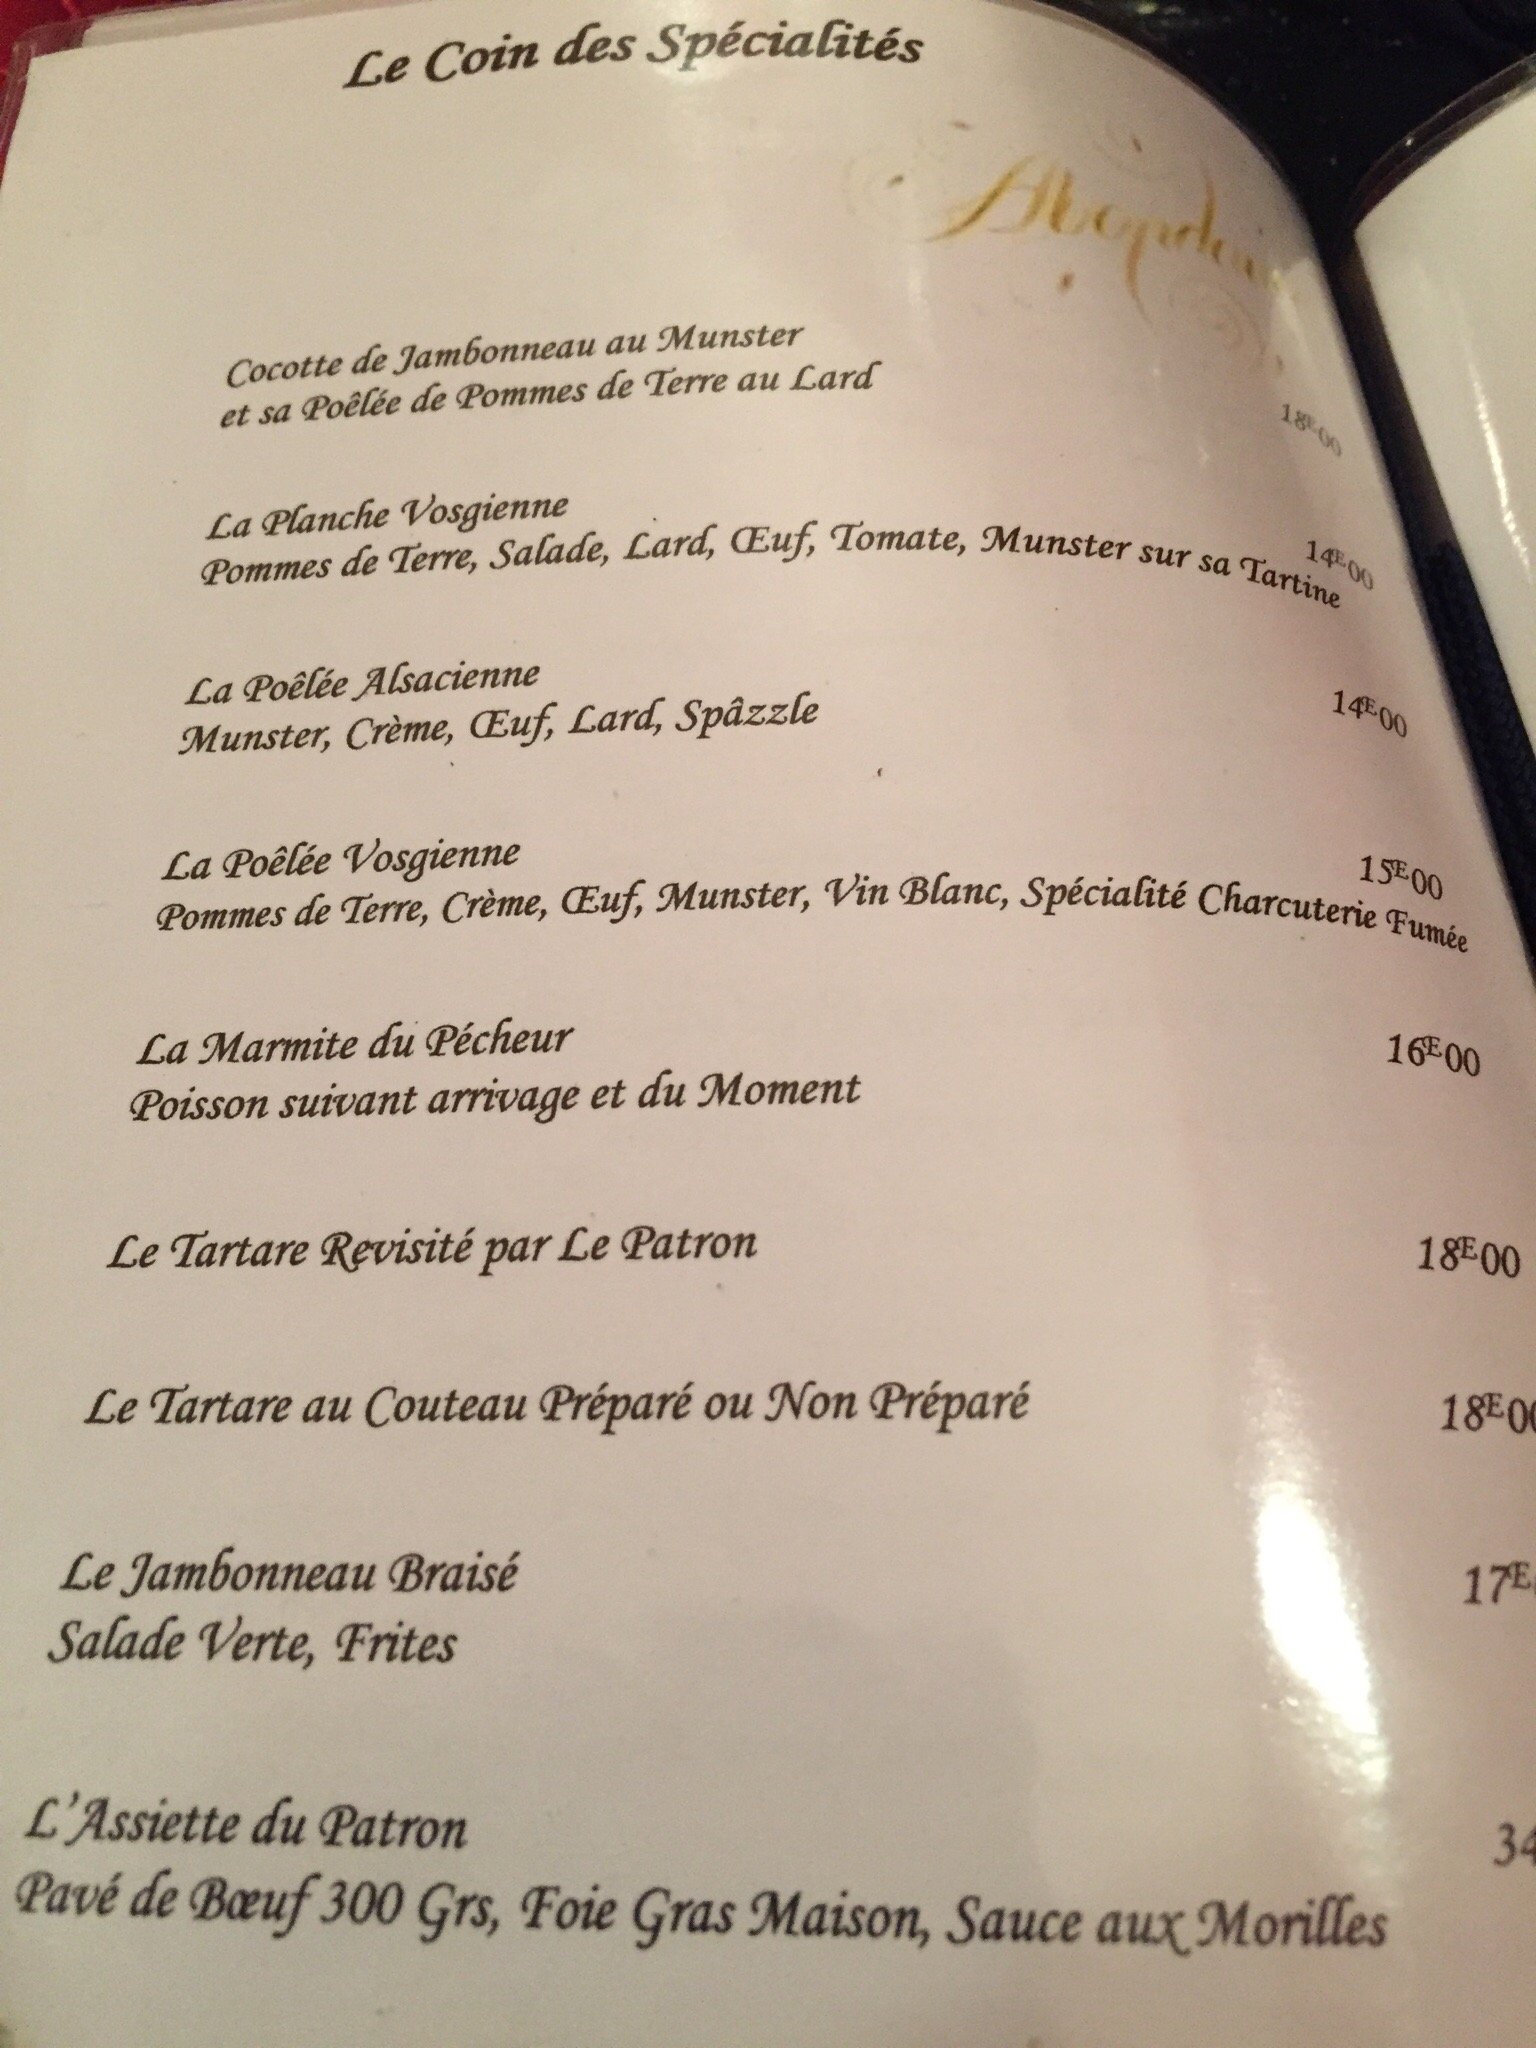 Le Coin des Spécialités
Cocotte de Jambonneau au Munster
et sa Poêlée de Pommes de Terre au Lard
18E00
La Planche Vosgienne
14E00
Pommes de Terre, Salade, Lard, Œuf, Tomate, Munster sur sa Tartine
La Poêlée Alsacienne
14E00
Munster, Crème, Œuf, Lard, Spâzzle
La Poêlée Vosgienne
15E00
Pommes de Terre, Crème, Œuf, Munster, Vin Blanc, Spécialité Charcuterie Fumée
La Marmite du Pécheur
16E00
Poisson suivant arrivage et du Moment
Le Tartare Revisité par Le Patron 18E00
Le Tartare au Couteau Préparé ou Non Préparé 18E00
Le Jambonneau Braisé 17E
Salade Verte, Frites
L'Assiette du Patron 34
Pavé de Bœuf 300 Grs, Foie Gras Maison, Sauce aux Morilles